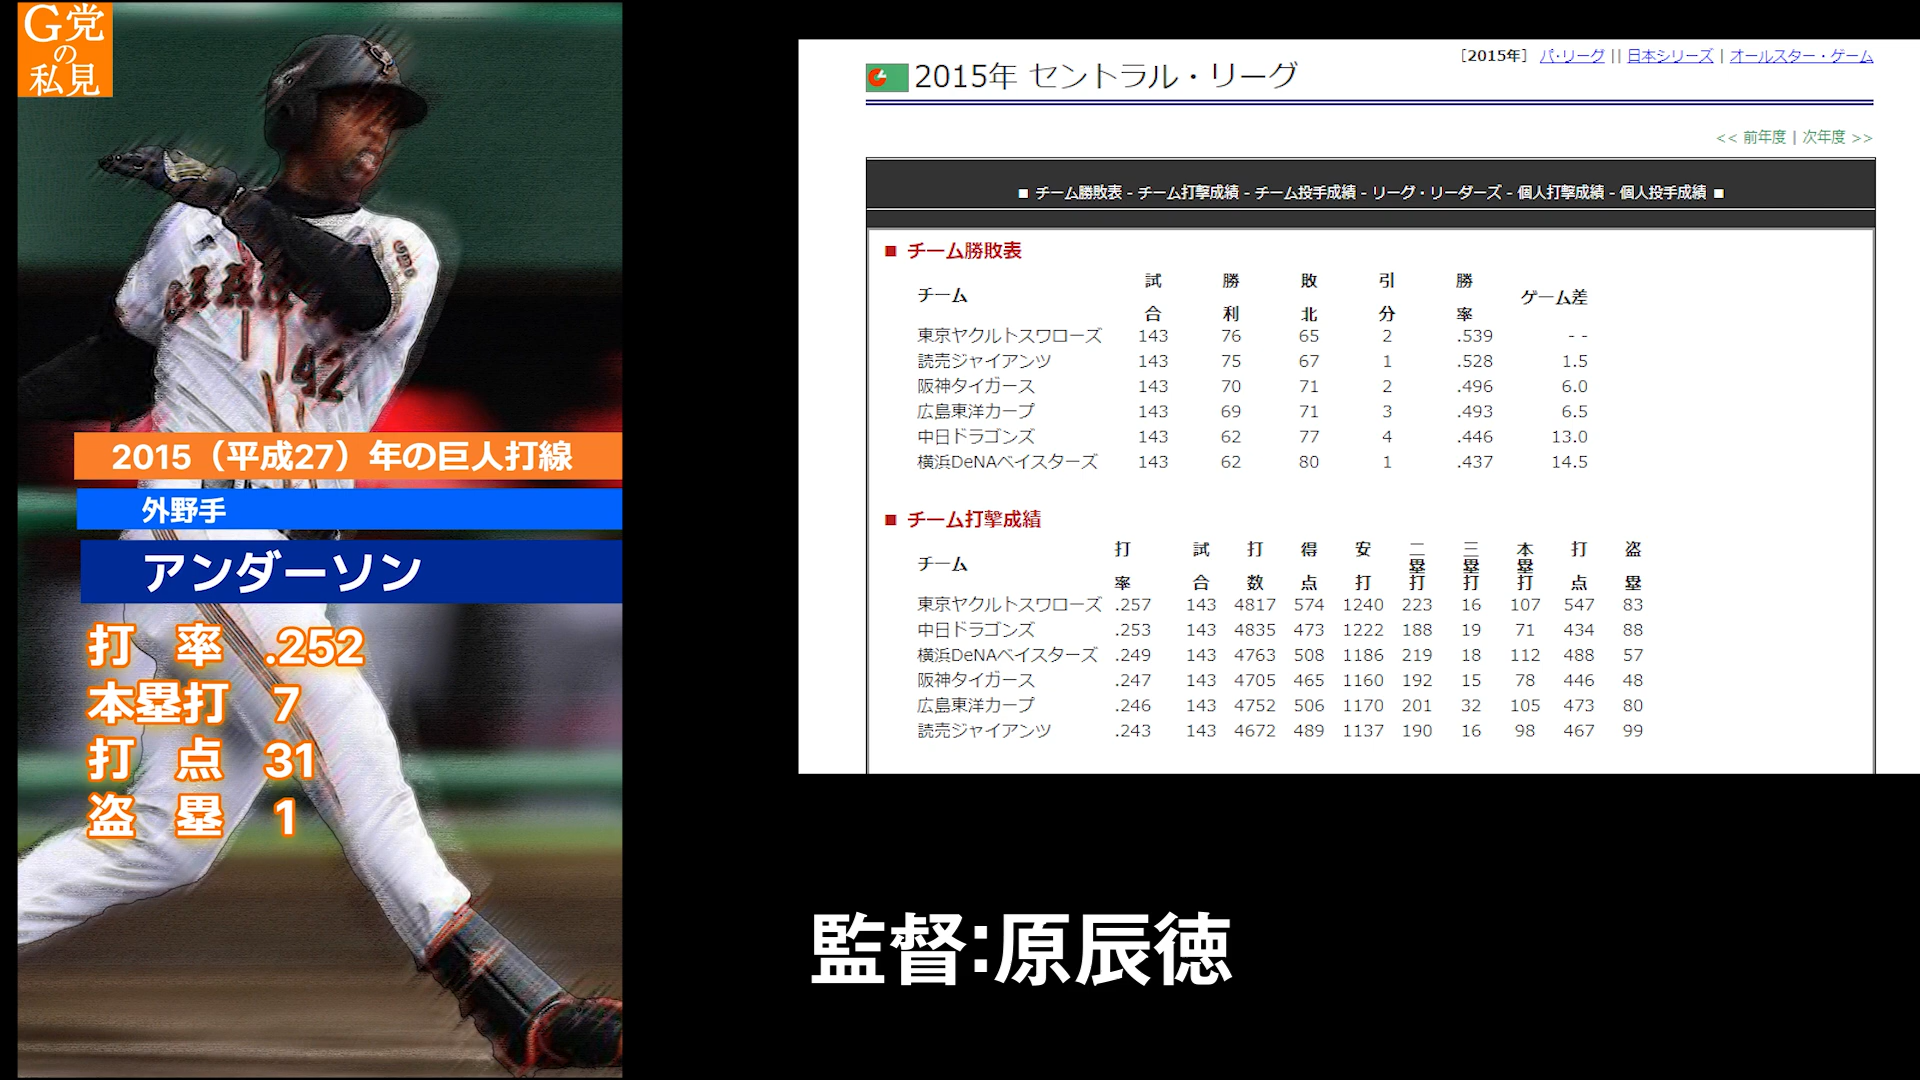 G党
の
私見
GIANTS
42
2015（平成27）年の巨人打線
外野手
アンダーソン
打 率 .252
本塁打 7
打 点 31
盗 塁 1
［2015年］ パ・リーグ || 日本シリーズ | オールスター・ゲーム
2015年 セントラル・リーグ
<< 前年度 | 次年度 >>
■ チーム勝敗表 - チーム打撃成績 - チーム投手成績 - リーグ・リーダーズ - 個人打撃成績 - 個人投手成績 ■
■ チーム勝敗表
チーム 試合 勝利 敗北 引分 勝率 ゲーム差
東京ヤクルトスワローズ 143 76 65 2 .539 - -
読売ジャイアンツ 143 75 67 1 .528 1.5
阪神タイガース 143 70 71 2 .496 6.0
広島東洋カープ 143 69 71 3 .493 6.5
中日ドラゴンズ 143 62 77 4 .446 13.0
横浜DeNAベイスターズ 143 62 80 1 .437 14.5
■ チーム打撃成績
チーム 打率 試合 打数 得点 安打 二塁打 三塁打 本塁打 打点 盗塁
東京ヤクルトスワローズ .257 143 4817 574 1240 223 16 107 547 83
中日ドラゴンズ .253 143 4835 473 1222 188 19 71 434 88
横浜DeNAベイスターズ .249 143 4763 508 1186 219 18 112 488 57
阪神タイガース .247 143 4705 465 1160 192 15 78 446 48
広島東洋カープ .246 143 4752 506 1170 201 32 105 473 80
読売ジャイアンツ .243 143 4672 489 1137 190 16 98 467 99
監督:原辰徳